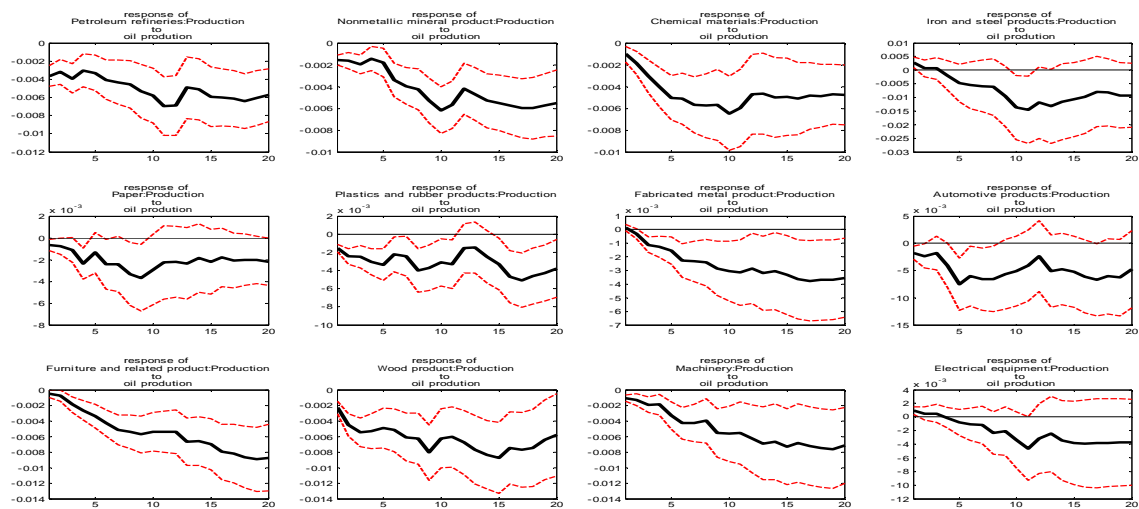 response of
Petroleum refineries:Production
to
oil prodution
0
-0.002
-0.004
-0.006
-0.008
-0.01
-0.012
5
10
15
20
response of
Nonmetallic mineral product:Production
to
oil prodution
0
-0.002
-0.004
-0.006
-0.008
-0.01
5
10
15
20
response of
Chemical materials:Production
to
oil prodution
0
-0.002
-0.004
-0.006
-0.008
-0.01
5
10
15
20
response of
Iron and steel products:Production
to
oil prodution
0.01
0.005
0
-0.005
-0.01
-0.015
-0.02
-0.025
-0.03
5
10
15
20
response of
Paper:Production
to
oil prodution
x 10^-3
2
0
-2
-4
-6
-8
5
10
15
20
response of
Plastics and rubber products:Production
to
oil prodution
x 10^-3
2
0
-2
-4
-6
-8
-10
5
10
15
20
response of
Fabricated metal product:Production
to
oil prodution
x 10^-3
1
0
-1
-2
-3
-4
-5
-6
-7
5
10
15
20
response of
Automotive products:Production
to
oil prodution
x 10^-3
5
0
-5
-10
-15
5
10
15
20
response of
Furniture and related product:Production
to
oil prodution
0
-0.002
-0.004
-0.006
-0.008
-0.01
-0.012
-0.014
5
10
15
20
response of
Wood product:Production
to
oil prodution
0
-0.002
-0.004
-0.006
-0.008
-0.01
-0.012
-0.014
5
10
15
20
response of
Machinery:Production
to
oil prodution
0
-0.002
-0.004
-0.006
-0.008
-0.01
-0.012
-0.014
5
10
15
20
response of
Electrical equipment:Production
to
oil prodution
x 10^-3
4
2
0
-2
-4
-6
-8
-10
-12
5
10
15
20